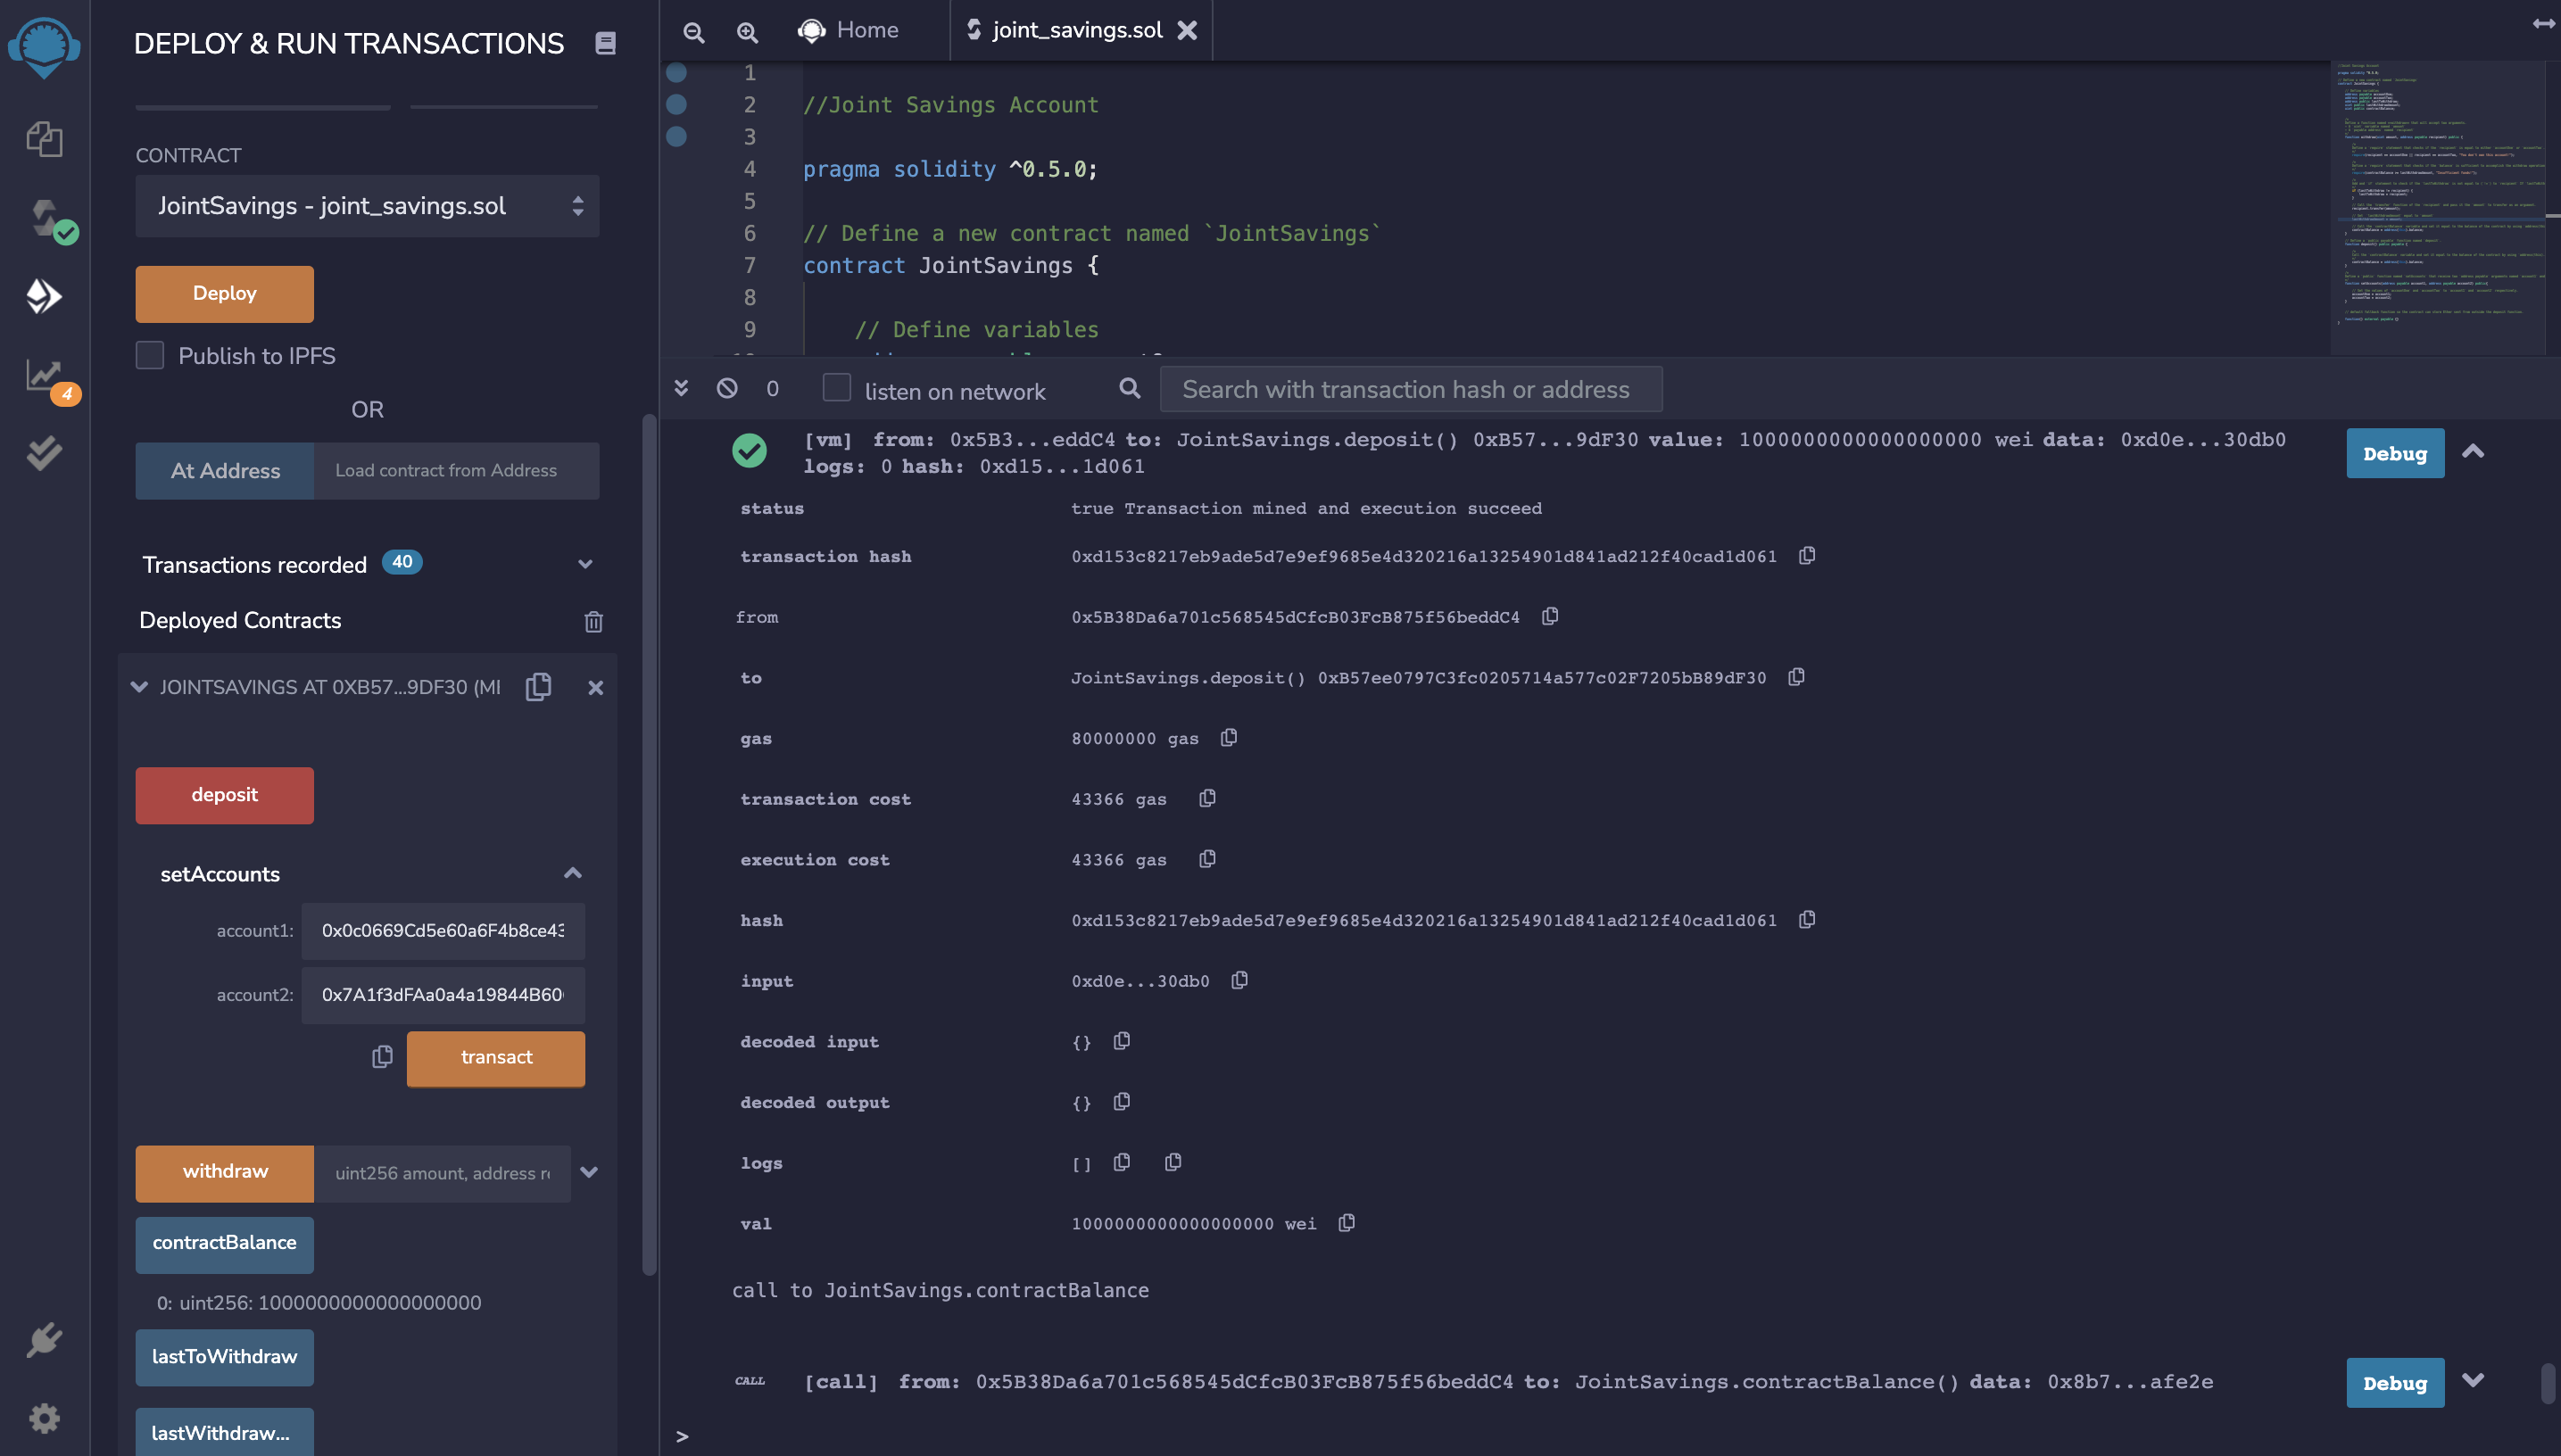 DEPLOY & RUN TRANSACTIONS
CONTRACT
JointSavings - joint_savings.sol
Deploy
Publish to IPFS
OR
At Address
Load contract from Address
Transactions recorded 40
Deployed Contracts
JOINTSAVINGS AT 0XB57...9DF30 (MI
deposit
setAccounts
account1: 0x0c0669Cd5e60a6F4b8ce43
account2: 0x7A1f3dFAa0a4a19844B60
transact
withdraw
uint256 amount, address re
contractBalance
0: uint256: 1000000000000000000
lastToWithdraw
lastWithdraw...
4
Home
joint_savings.sol
1
2 //Joint Savings Account
3
4 pragma solidity ^0.5.0;
5
6 // Define a new contract named `JointSavings`
7 contract JointSavings {
8
9 // Define variables
0
listen on network
Search with transaction hash or address
[vm] from: 0x5B3...eddC4 to: JointSavings.deposit() 0xB57...9dF30 value: 1000000000000000000 wei data: 0xd0e...30db0
logs: 0 hash: 0xd15...1d061
Debug
status true Transaction mined and execution succeed
transaction hash 0xd153c8217eb9ade5d7e9ef9685e4d320216a13254901d841ad212f40cad1d061
from 0x5B38Da6a701c568545dCfcB03FcB875f56beddC4
to JointSavings.deposit() 0xB57ee0797C3fc0205714a577c02F7205bB89dF30
gas 80000000 gas
transaction cost 43366 gas
execution cost 43366 gas
hash 0xd153c8217eb9ade5d7e9ef9685e4d320216a13254901d841ad212f40cad1d061
input 0xd0e...30db0
decoded input {}
decoded output {}
logs []
val 1000000000000000000 wei
call to JointSavings.contractBalance
CALL [call] from: 0x5B38Da6a701c568545dCfcB03FcB875f56beddC4 to: JointSavings.contractBalance() data: 0x8b7...afe2e
Debug
>